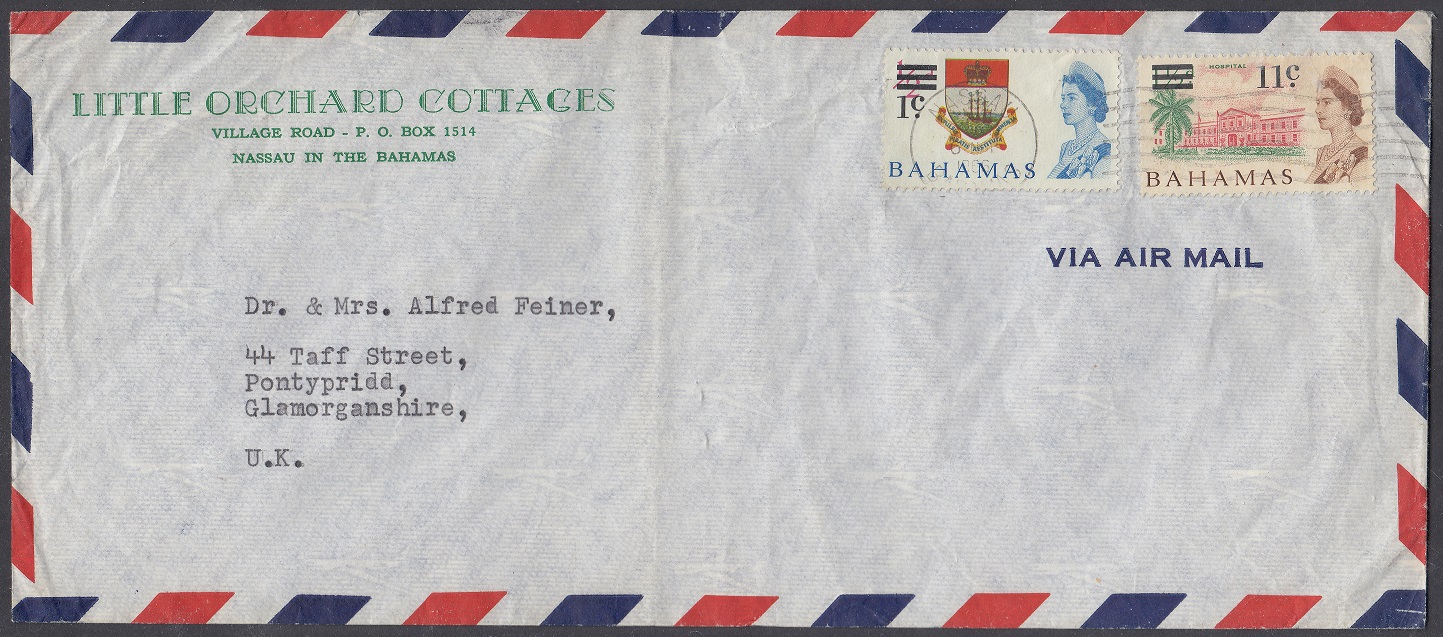 LITTLE ORCHARD COTTAGES
VILLAGE ROAD - P. O. BOX 1514
NASSAU IN THE BAHAMAS
1c
BAHAMAS
HOSPITAL
11c
BAHAMAS
VIA AIR MAIL
Dr. & Mrs. Alfred Feiner,
44 Taff Street,
Pontypridd,
Glamorganshire,
U.K.